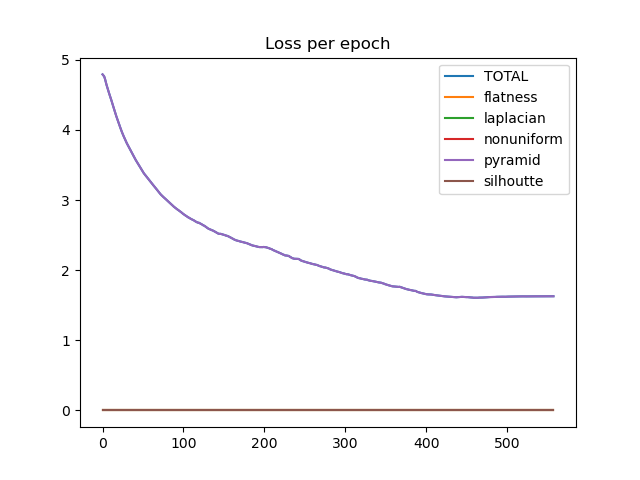 Loss per epoch
5
4
3
2
1
0
0 100 200 300 400 500
TOTAL
flatness
laplacian
nonuniform
pyramid
silhoutte